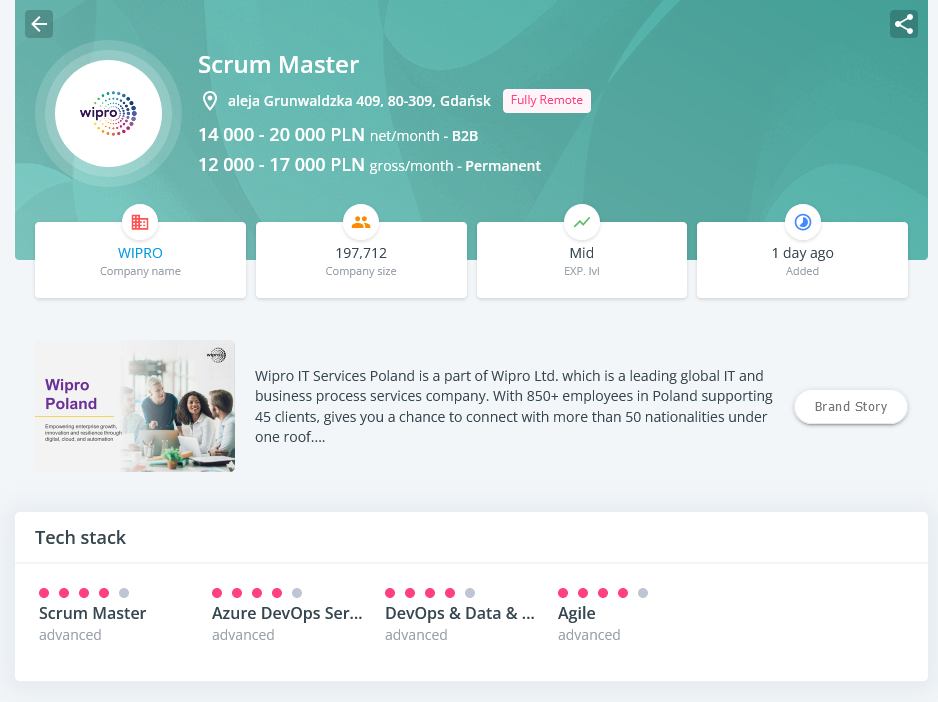 Scrum Master
aleja Grunwaldzka 409, 80-309, Gdańsk Fully Remote
wipro
14 000 - 20 000 PLN net/month - B2B
12 000 - 17 000 PLN gross/month - Permanent
WIPRO
Company name
197,712
Company size
Mid
EXP. lvl
1 day ago
Added
wipro
Wipro
Poland
Empowering enterprise growth,
innovation and resilience through
digital, cloud, and automation
Wipro IT Services Poland is a part of Wipro Ltd. which is a leading global IT and
business process services company. With 850+ employees in Poland supporting
45 clients, gives you a chance to connect with more than 50 nationalities under
one roof....
Brand Story
Tech stack
Scrum Master
advanced
Azure DevOps Ser...
advanced
DevOps & Data & ...
advanced
Agile
advanced